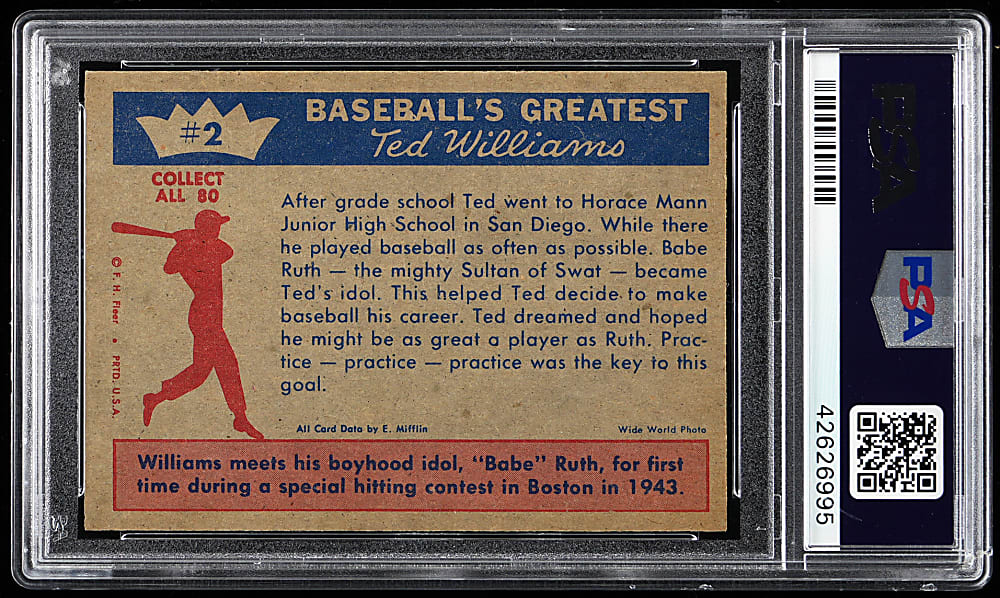 #2
BASEBALL'S GREATEST
Ted Williams
COLLECT
ALL 80
After grade school Ted went to Horace Mann
Junior High School in San Diego. While there
he played baseball as often as possible. Babe
Ruth — the mighty Sultan of Swat — became
Ted's idol. This helped Ted decide to make
baseball his career. Ted dreamed and hoped
he might be as great a player as Ruth. Prac-
tice — practice — practice was the key to this
goal.
© F. H. Fleer • PRTD. U.S.A.
All Card Data by E. Mifflin
Wide World Photo
Williams meets his boyhood idol, "Babe" Ruth, for first
time during a special hitting contest in Boston in 1943.
PSA
PSA
42626995